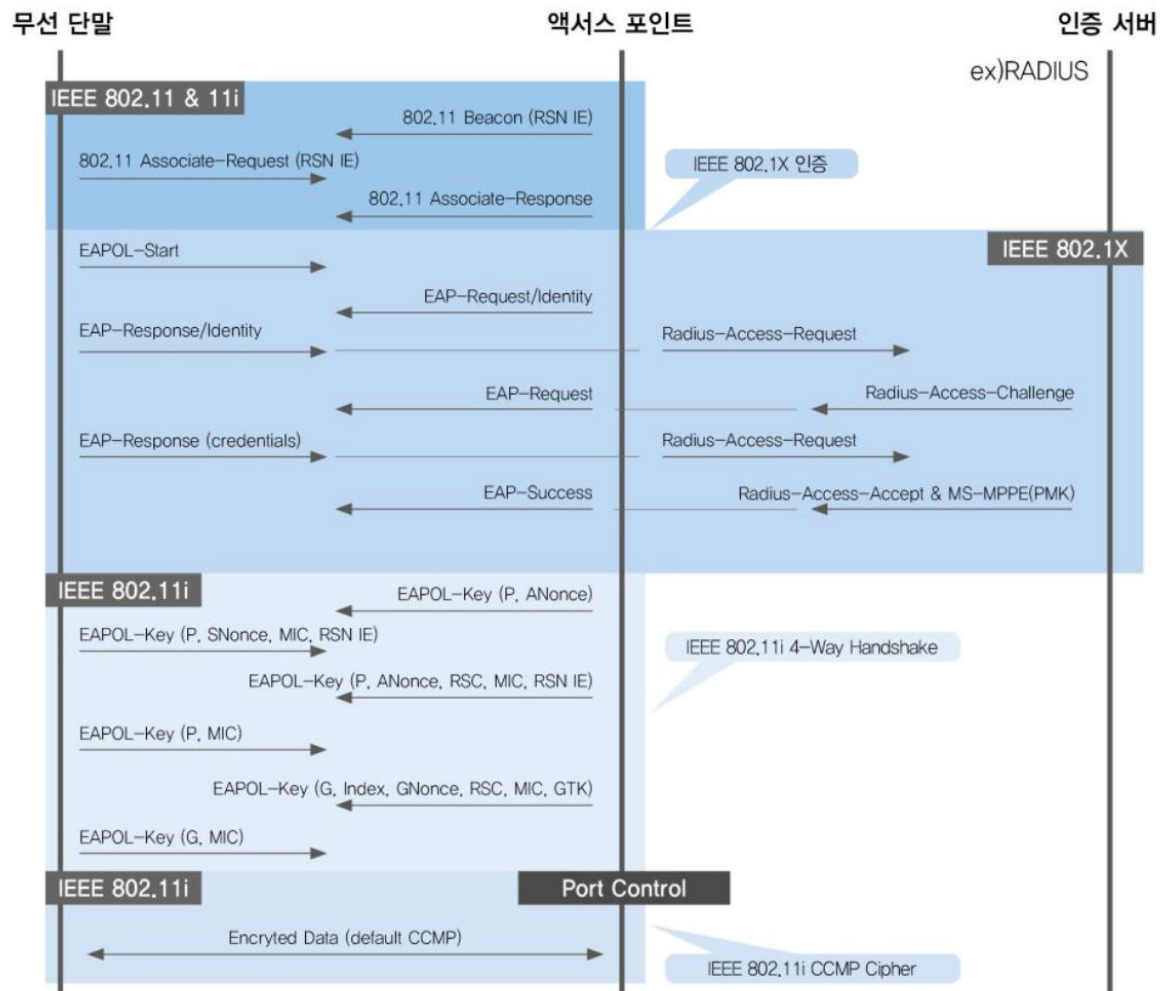 무선 단말
액서스 포인트
인증 서버
ex)RADIUS
IEEE 802.11 & 11i
802.11 Beacon (RSN IE)
802.11 Associate-Request (RSN IE)
IEEE 802.1X 인증
802.11 Associate-Response
EAPOL-Start
IEEE 802.1X
EAP-Request/Identity
EAP-Response/Identity
Radius-Access-Request
EAP-Request
Radius-Access-Challenge
EAP-Response (credentials)
Radius-Access-Request
EAP-Success
Radius-Access-Accept & MS-MPPE(PMK)
IEEE 802.11i
EAPOL-Key (P, ANonce)
EAPOL-Key (P, SNonce, MIC, RSN IE)
IEEE 802.11i 4-Way Handshake
EAPOL-Key (P, ANonce, RSC, MIC, RSN IE)
EAPOL-Key (P, MIC)
EAPOL-Key (G, Index, GNonce, RSC, MIC, GTK)
EAPOL-Key (G, MIC)
IEEE 802.11i
Port Control
Encryted Data (default CCMP)
IEEE 802.11i CCMP Cipher